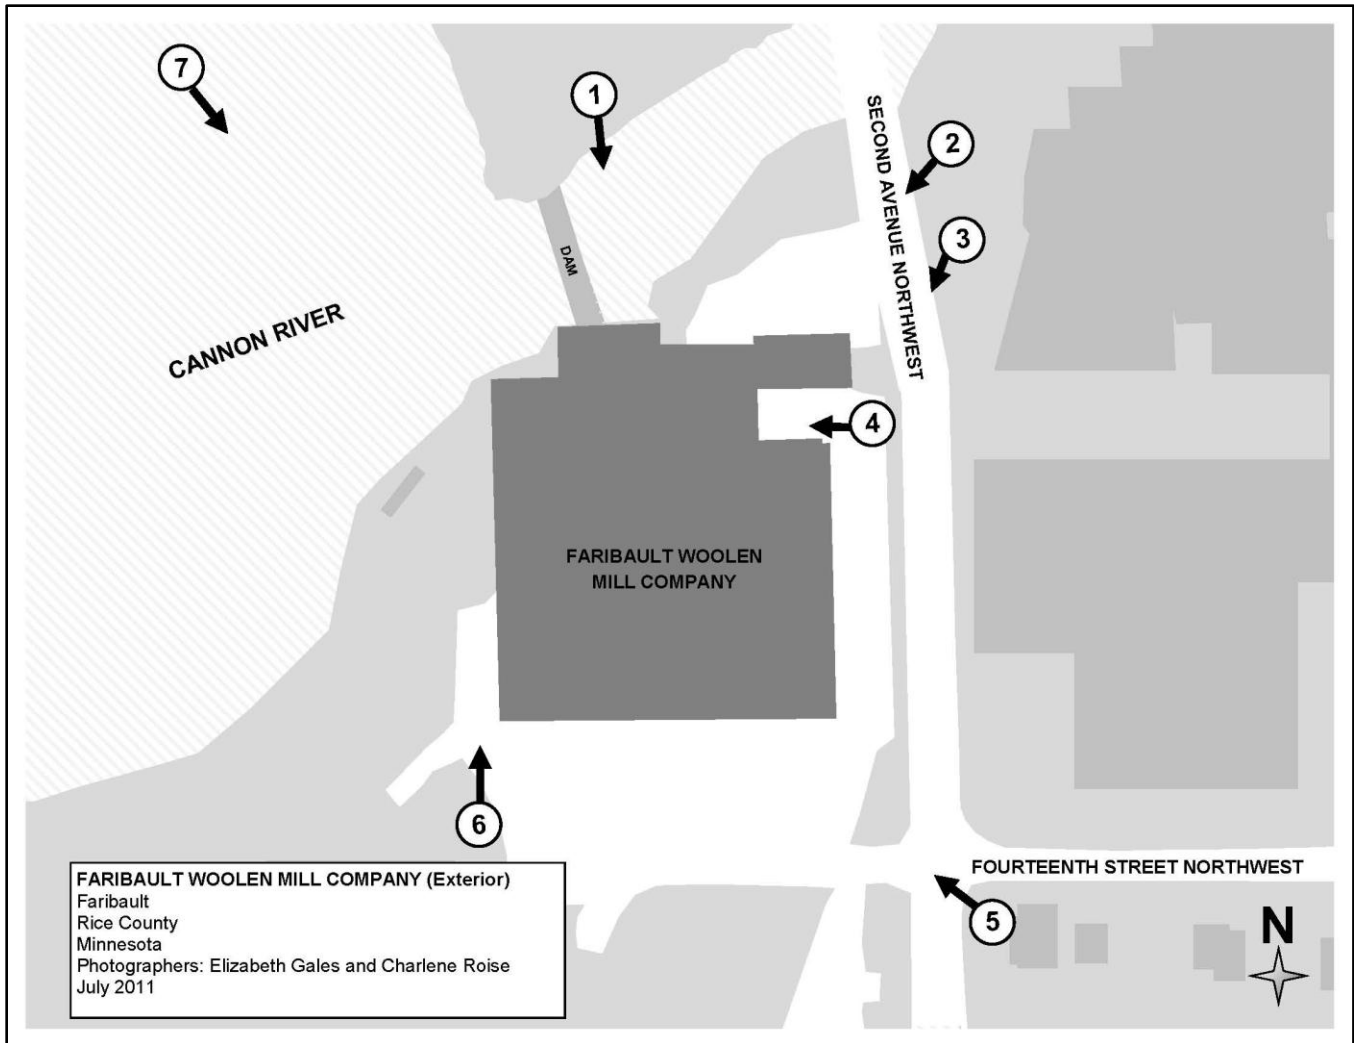 7
1
2
3
SECOND AVENUE NORTHWEST
DAM
CANNON RIVER
4
FARIBAULT WOOLEN
MILL COMPANY
6
5
FOURTEENTH STREET NORTHWEST
N
FARIBAULT WOOLEN MILL COMPANY (Exterior)
Faribault
Rice County
Minnesota
Photographers: Elizabeth Gales and Charlene Roise
July 2011